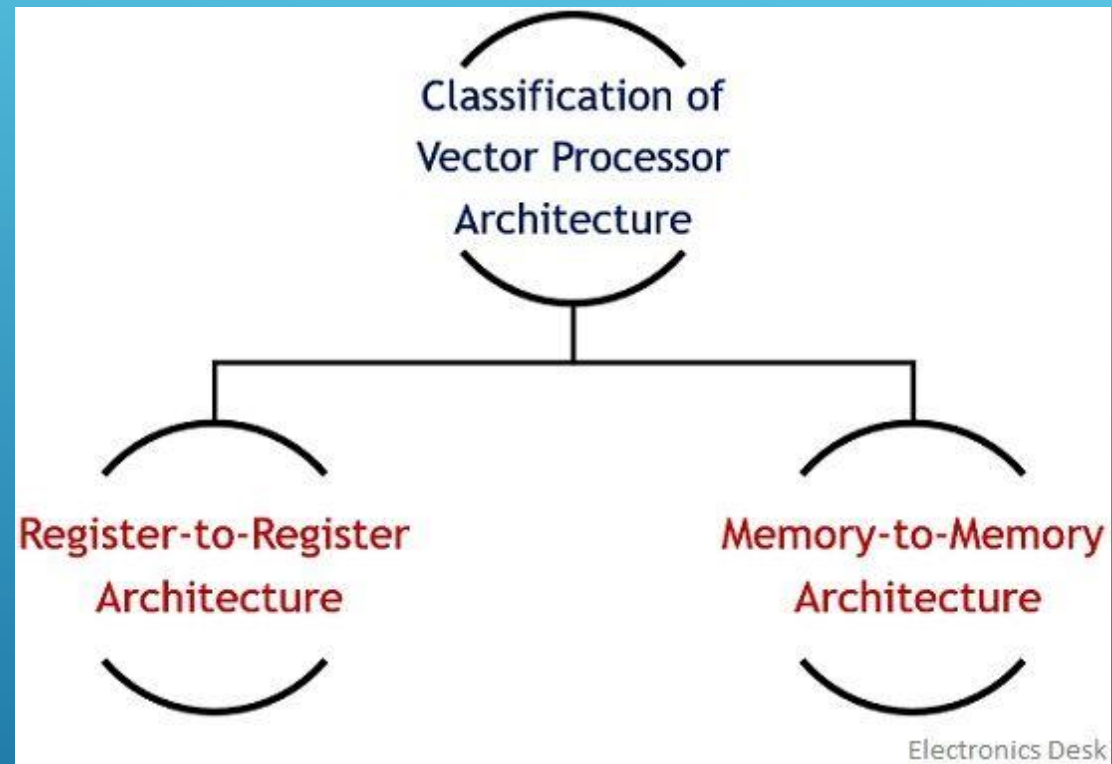 Classification of
Vector Processor
Architecture
Register-to-Register
Architecture
Memory-to-Memory
Architecture
Electronics Desk